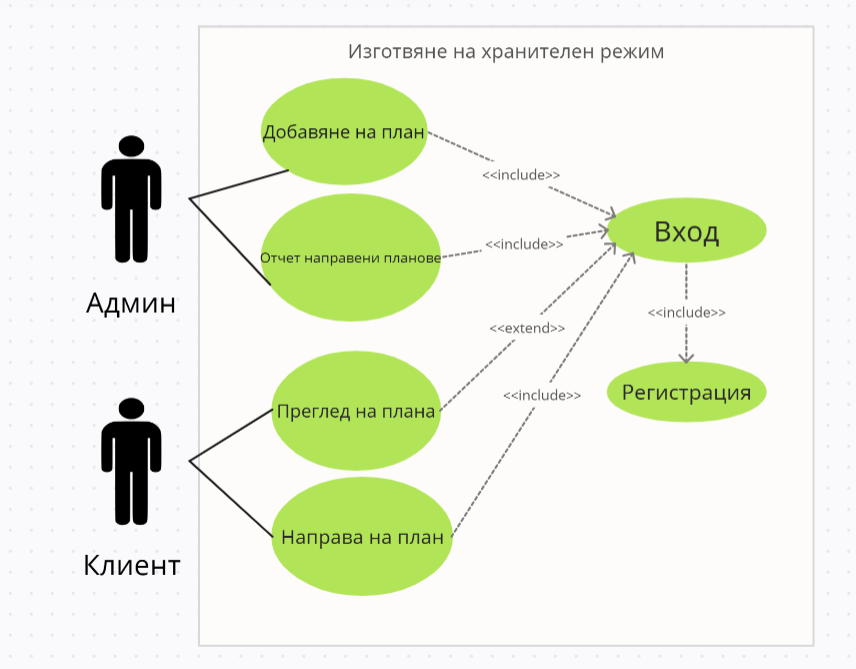 Изготвяне на хранителен режим
Добавяне на план
<<include>>
Отчет направени планове
<<include>>
Вход
Админ
<<include>>
<<extend>>
Преглед на плана
<<include>>
Регистрация
Направа на план
Клиент